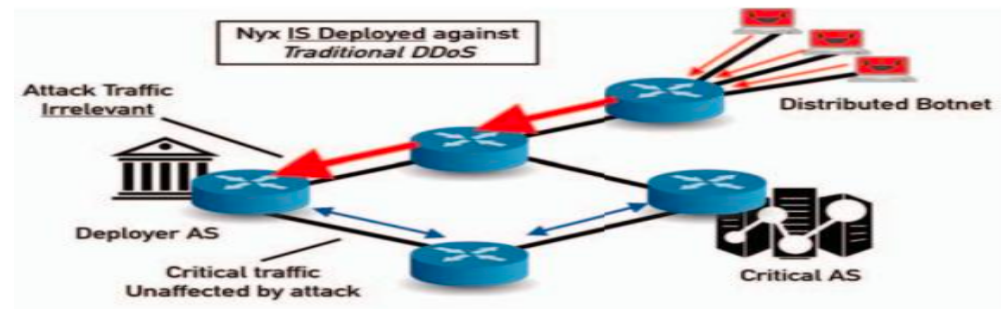 Nyx IS Deployed against
Traditional DDoS
Attack Traffic
Irrelevant
Distributed Botnet
Deployer AS
Critical traffic
Unaffected by attack
Critical AS